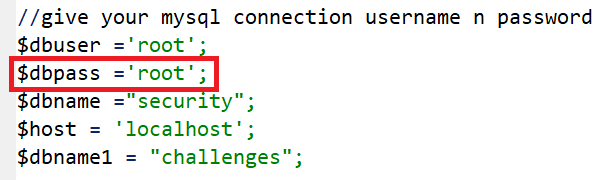 //give your mysql connection username n password
$dbuser ='root';
$dbpass ='root';
$dbname ="security";
$host = 'localhost';
$dbname1 = "challenges";